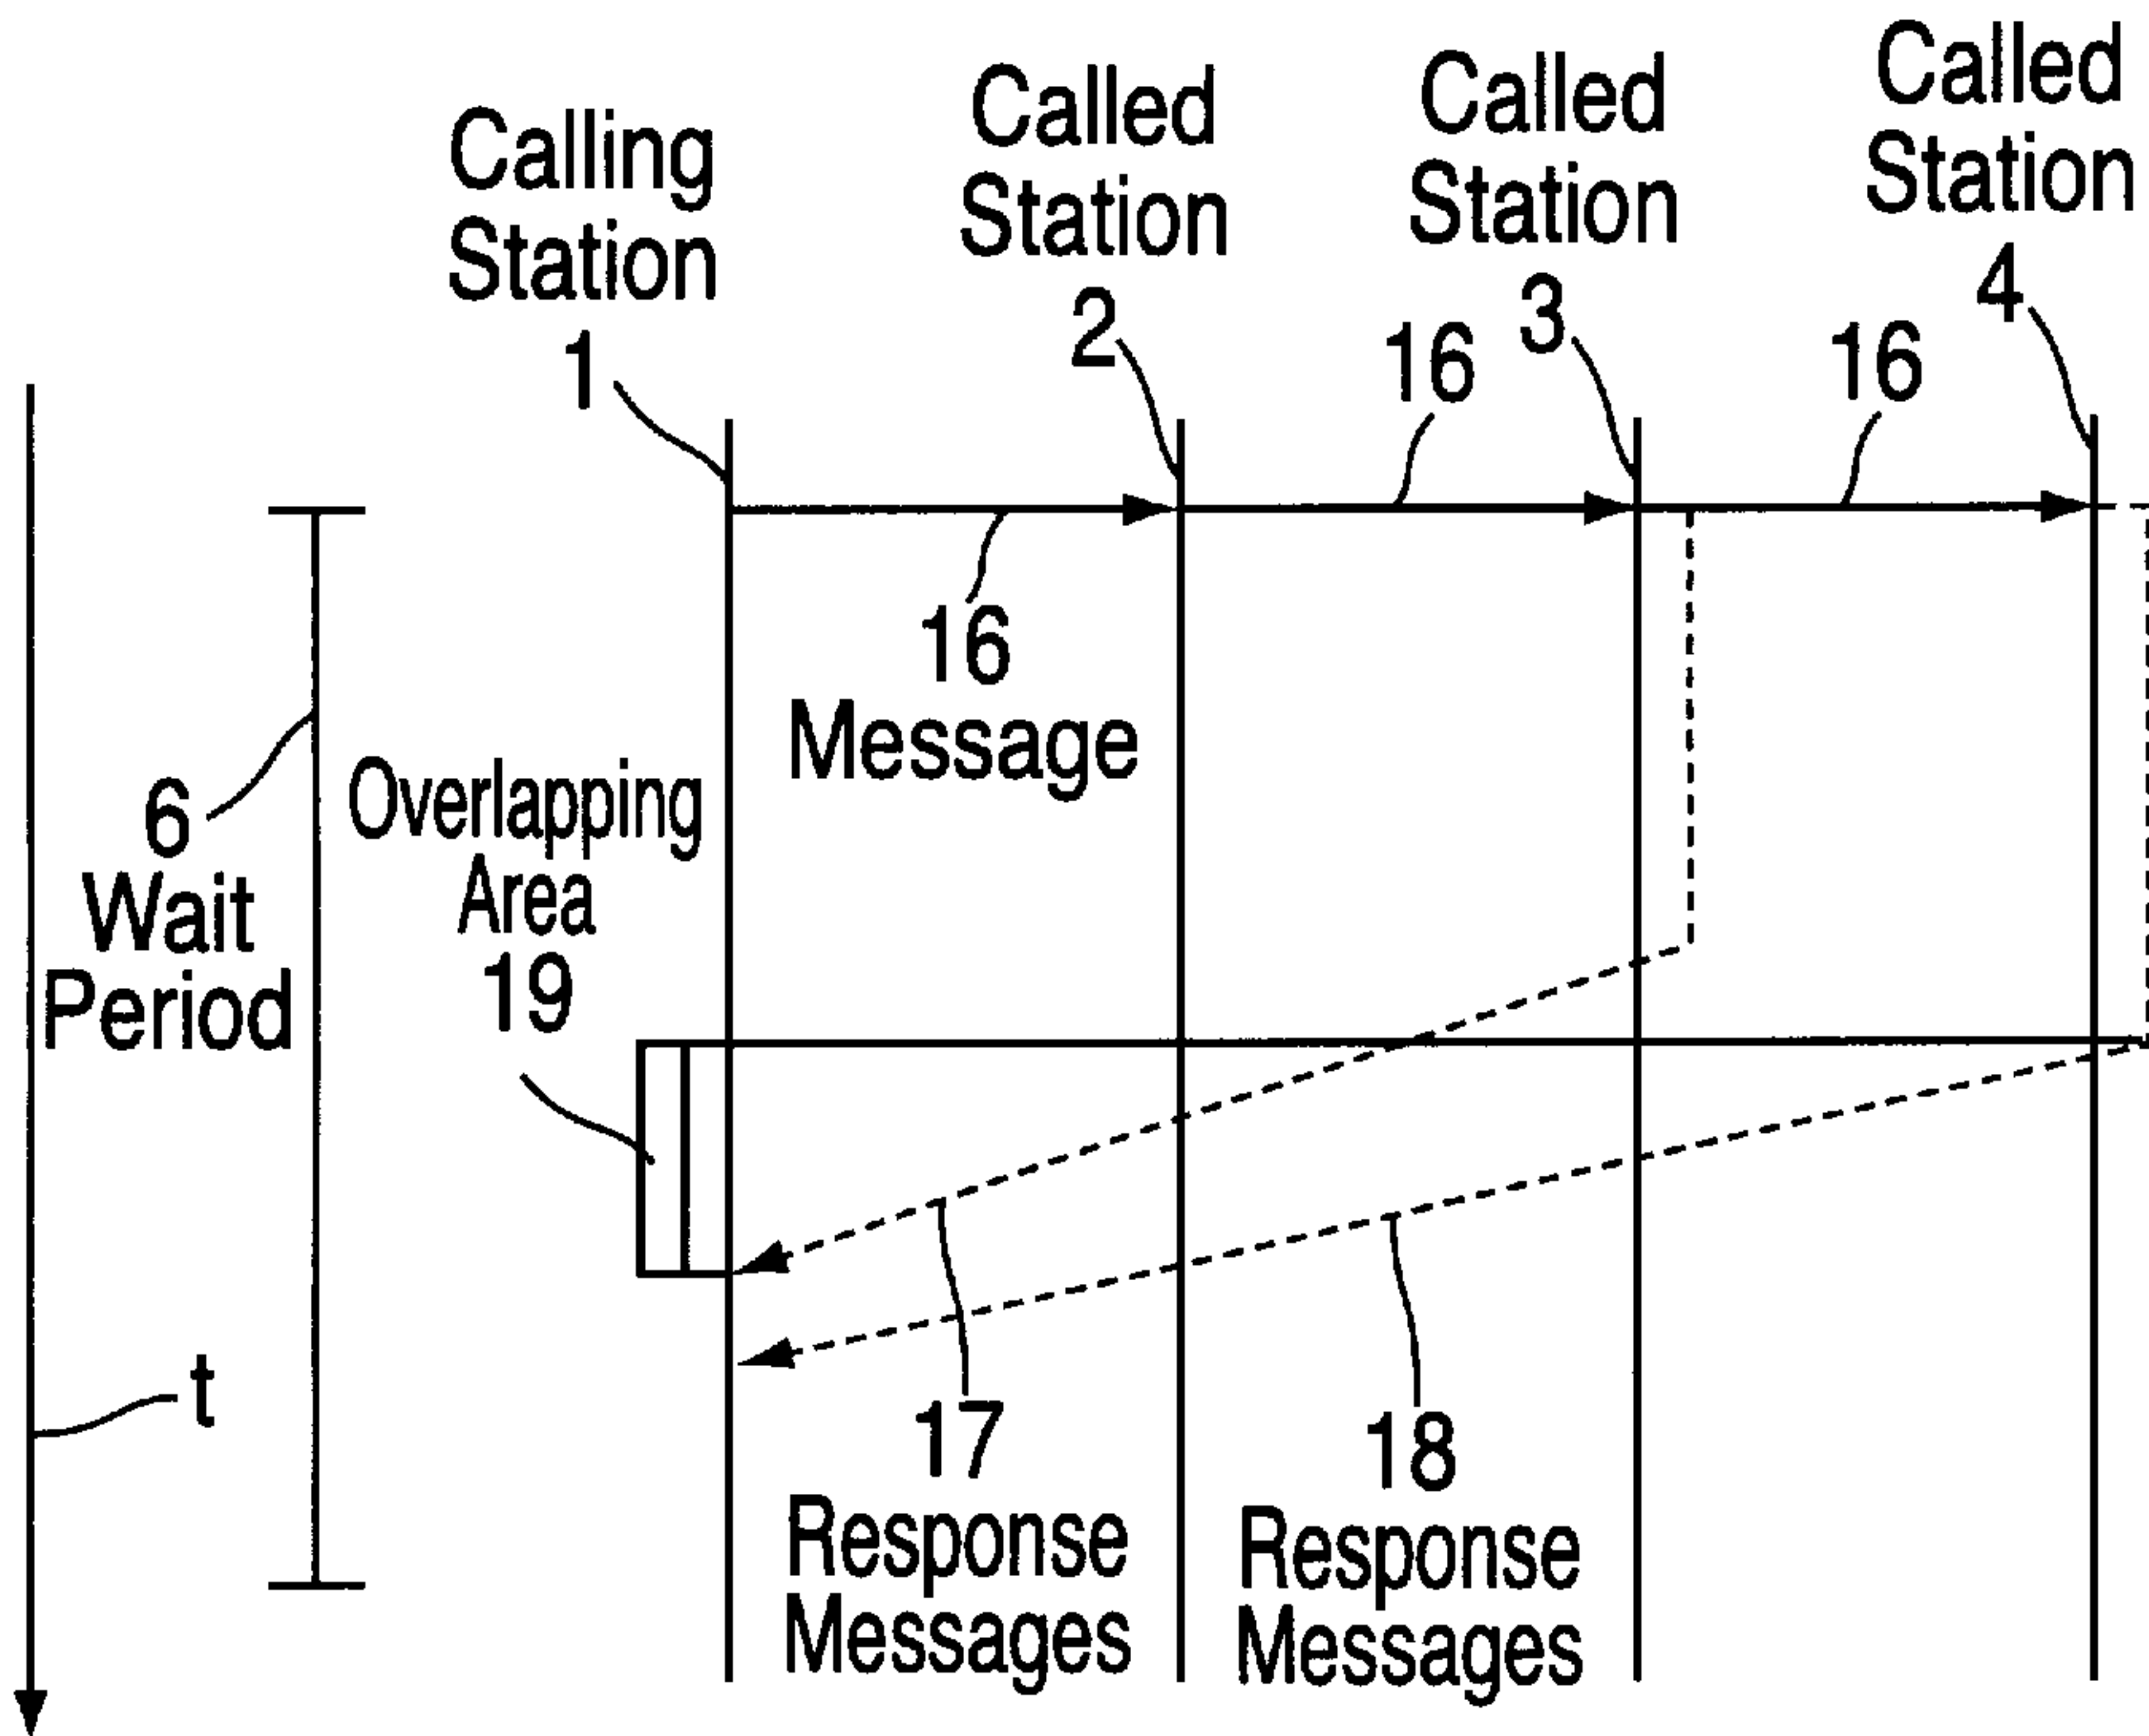 Calling
Station
1
Called
Station
2
Called
Station
3
Called
Station
4
16
16
16
Message
6
Wait
Period
Overlapping
Area
19
t
17
Response
Messages
18
Response
Messages